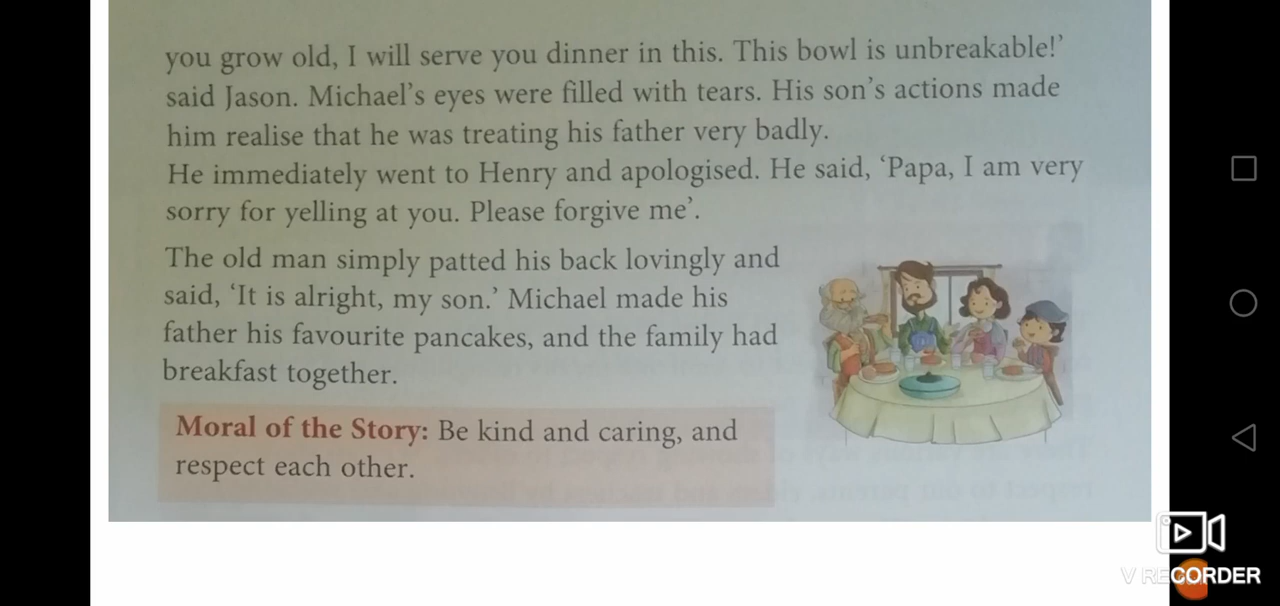 you grow old, I will serve you dinner in this. This bowl is unbreakable!’
said Jason. Michael’s eyes were filled with tears. His son’s actions made
him realise that he was treating his father very badly.
He immediately went to Henry and apologised. He said, ‘Papa, I am very
sorry for yelling at you. Please forgive me’.
The old man simply patted his back lovingly and
said, ‘It is alright, my son.’ Michael made his
father his favourite pancakes, and the family had
breakfast together.
Moral of the Story: Be kind and caring, and
respect each other.
V RECORDER